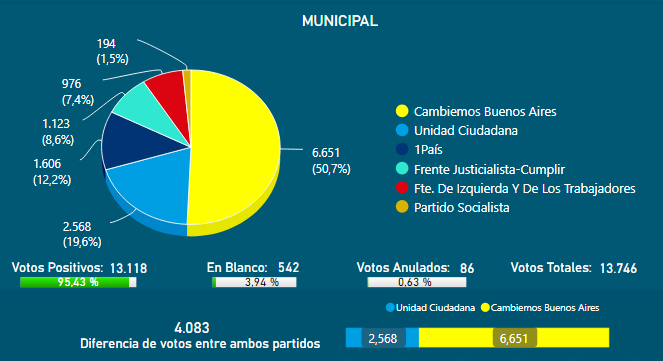 MUNICIPAL
194
(1,5%)
976
(7,4%)
1.123
(8,6%)
1.606
(12,2%)
2.568
(19,6%)
6.651
(50,7%)
Cambiemos Buenos Aires
Unidad Ciudadana
1País
Frente Justicialista-Cumplir
Fte. De Izquierda Y De Los Trabajadores
Partido Socialista
Votos Positivos: 13.118
95,43 %
En Blanco: 542
3,94 %
Votos Anulados: 86
0,63 %
Votos Totales: 13.746
4.083
Diferencia de votos entre ambos partidos
Unidad Ciudadana Cambiemos Buenos Aires
2,568 6,651